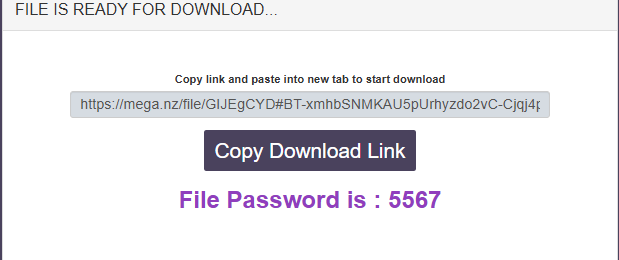 FILE IS READY FOR DOWNLOAD...
Copy link and paste into new tab to start download
https://mega.nz/file/GIJEgCYD#BT-xmhbSNMKAU5pUrhyzdo2vC-Cjqj4p
Copy Download Link
File Password is : 5567